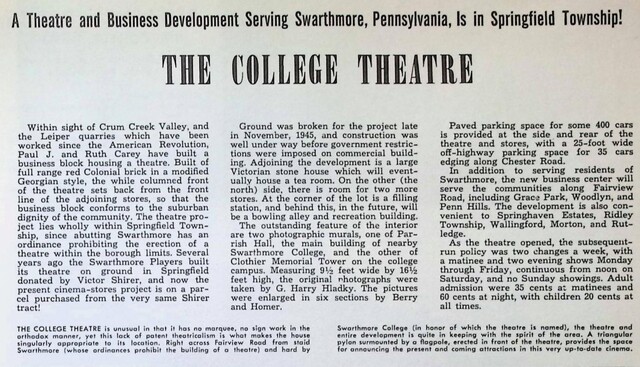 A Theatre and Business Development Serving Swarthmore, Pennsylvania, Is in Springfield Township!
THE COLLEGE THEATRE
Within sight of Crum Creek Valley, and
the Leiper quarries which have been
worked since the American Revolution,
Paul J. and Ruth Carey have built a
business block housing a theatre. Built of
full range red Colonial brick in a modified
Georgian style, the while columned front
of the theatre sets back from the front
line of the adjoining stores, so that the
business block conforms to the suburban
dignity of the community. The theatre pro-
ject lies wholly within Springfield Town-
ship, since abutting Swarthmore has an
ordinance prohibiting the erection of a
theatre within the borough limits. Several
years ago the Swarthmore Players built
its theatre on ground in Springfield
donated by Victor Shirer, and now the
present cinema-stores project is on a par-
cel purchased from the very same Shirer
tract!
Ground was broken for the project late
in November, 1945, and construction was
well under way before government restric-
tions were imposed on commercial build-
ing. Adjoining the development is a large
Victorian stone house which will event-
ually house a tea room. On the other (the
north) side, there is room for two more
stores. At the corner of the lot is a filling
station, and behind this, in the future, will
be a bowling alley and recreation building.
The outstanding feature of the interior
are two photographic murals, one of Par-
rish Hall, the main building of nearby
Swarthmore College, and the other of
Clothier Memorial Tower on the college
campus. Measuring 9½ feet wide by 16½
feet high, the original photographs were
taken by G. Harry Hladky. The pictures
were enlarged in six sections by Berry
and Homer.
Paved parking space for some 400 cars
is provided at the side and rear of the
theatre and stores, with a 25-foot wide
off-highway parking space for 35 cars
edging along Chester Road.
In addition to serving residents of
Swarthmore, the new business center will
serve the communities along Fairview
Road, including Grace Park, Woodlyn, and
Penn Hills. The development is also con-
venient to Springhaven Estates, Ridley
Township, Wallingford, Morton, and Rut-
ledge.
As the theatre opened, the subsequent-
run policy was two changes a week, with
a matinee and two evening shows Monday
through Friday, continuous from noon on
Saturday, and no Sunday showings. Adult
admission were 35 cents at matinees and
60 cents at night, with children 20 cents at
all times.
THE COLLEGE THEATRE is unusual in that it has no marquee, no sign work in the
orthodox manner, yet this lack of patent theatricalism is what makes the house
singularly appropriate to its location. Right across Fairview Road from staid
Swarthmore (whose ordinances prohibit the building of a theatre) and hard by
Swarthmore College (in honor of which the theatre is named), the theatre and
entire development is quite in keeping with the spirit of the area. A triangular
pylon surmounted by a flagpole, erected in front of the theatre, provides the space
for announcing the present and coming attractions in this very up-to-date cinema.